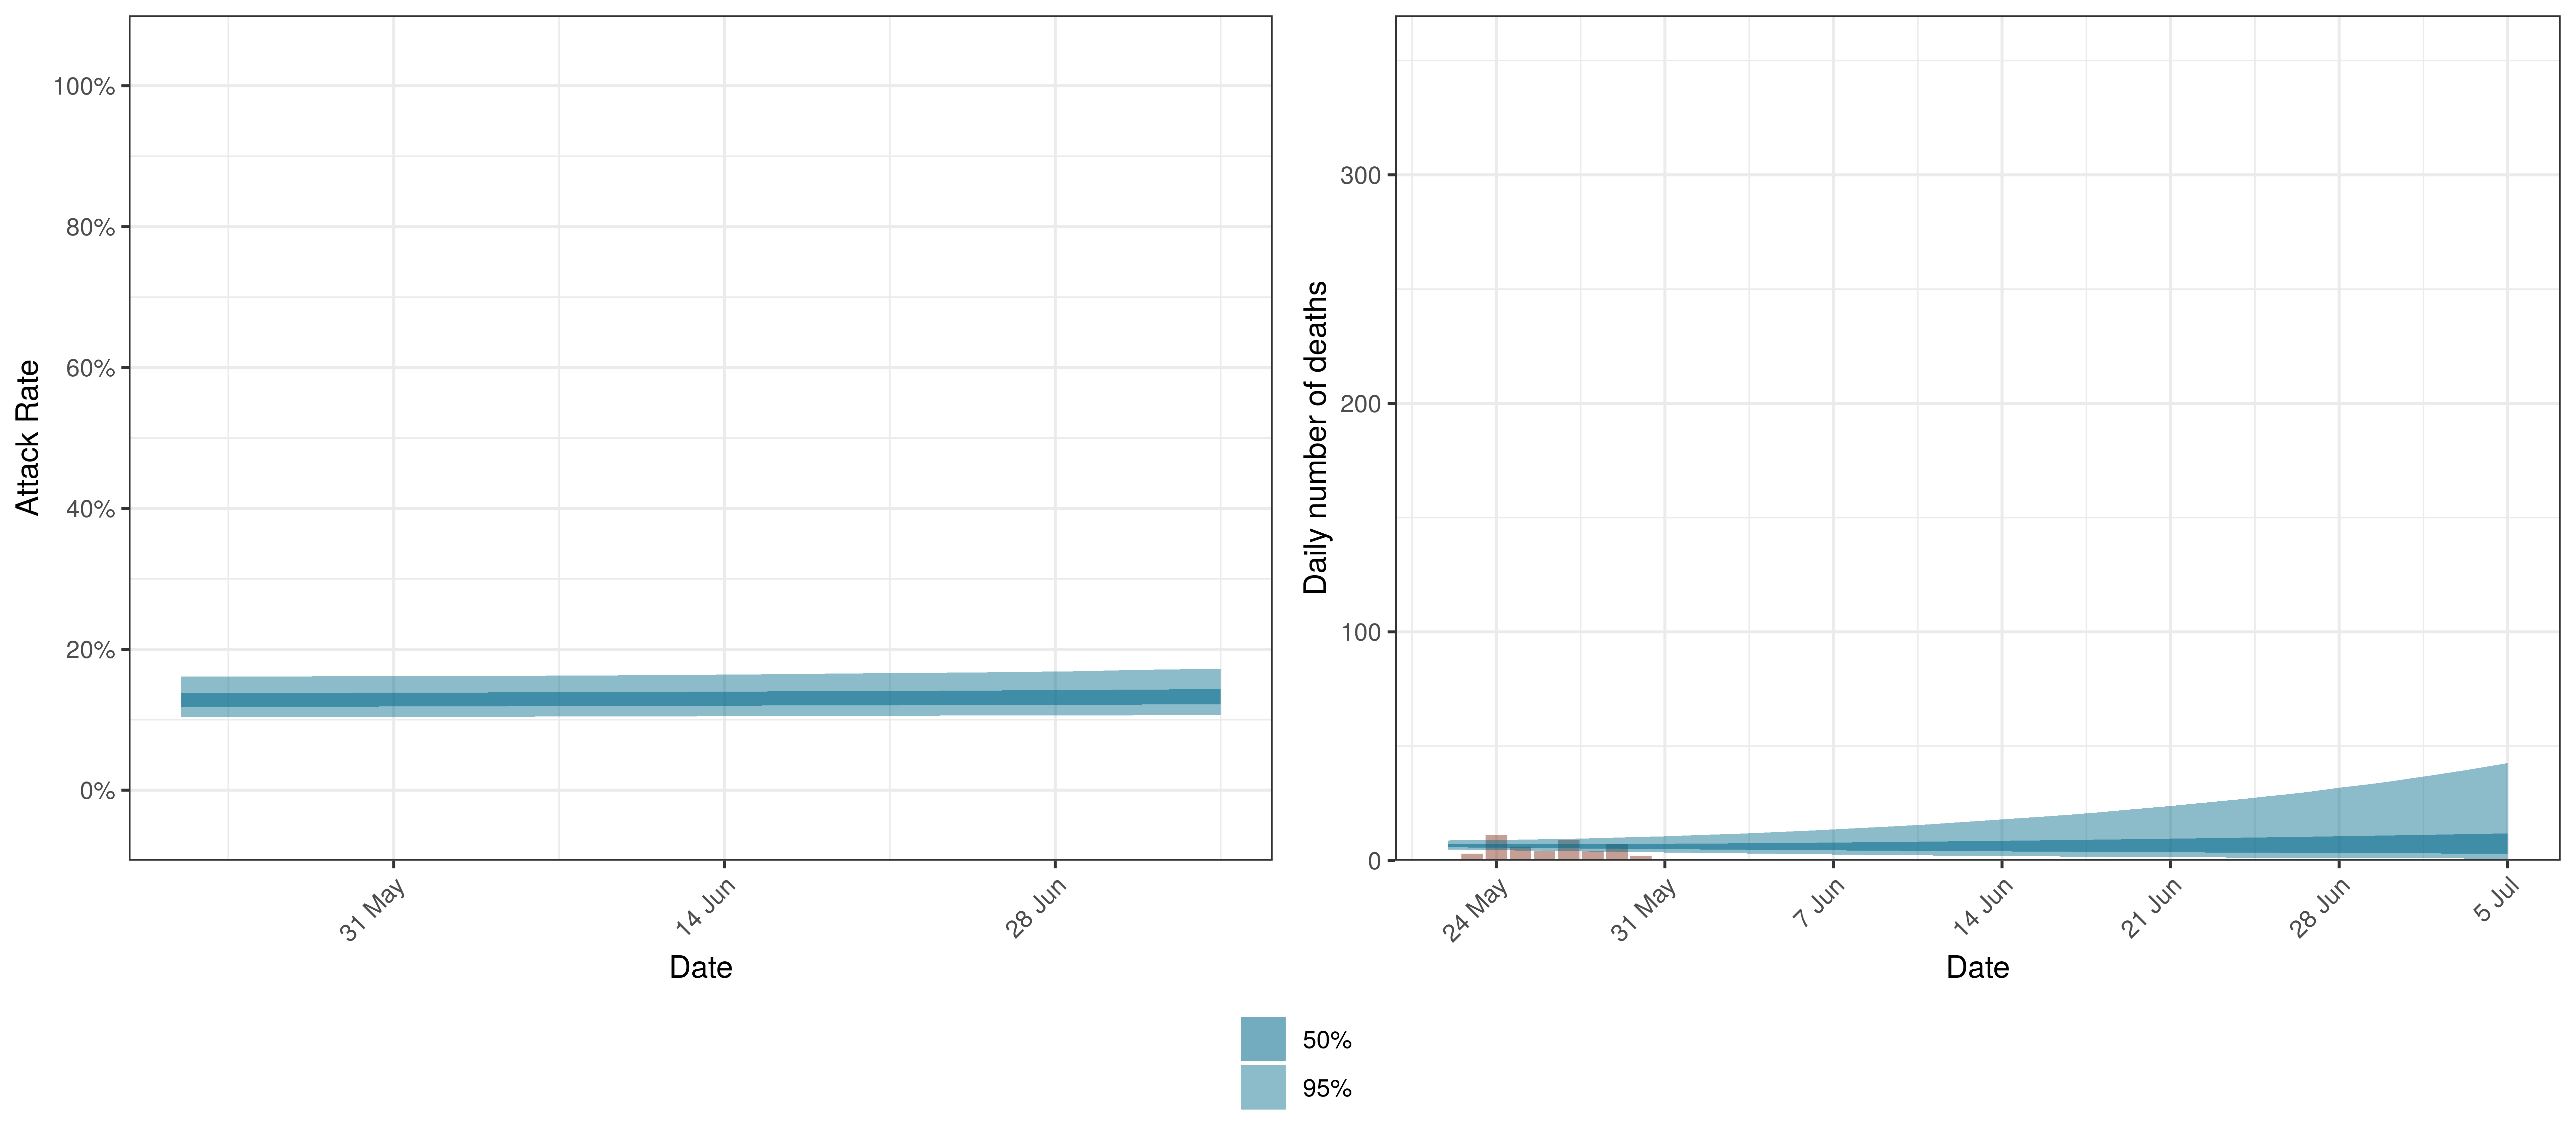 Attack Rate
100%
80%
60%
40%
20%
0%
31 May
14 Jun
28 Jun
Date
Daily number of deaths
300
200
100
0
24 May
31 May
7 Jun
14 Jun
21 Jun
28 Jun
5 Jul
Date
50%
95%